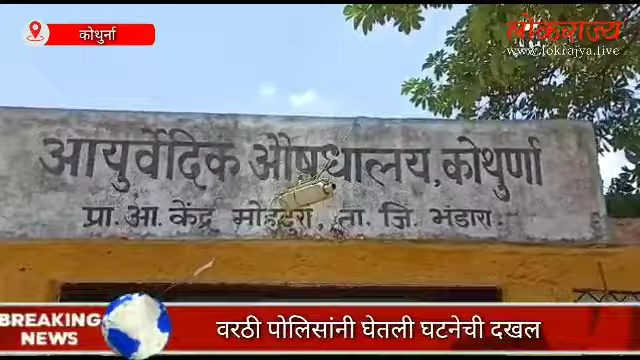 कोथुर्ना
लोकराज्य
www.lokrajya.live
आयुर्वेदिक औषधालय, कोथुर्णा
प्रा. आ. केंद्र मोहदुरा, ता. जि. भंडारा.
BREAKING
NEWS
वरठी पोलिसांनी घेतली घटनेची दखल